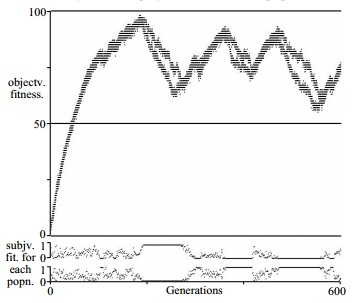 100
objectv.
fitness.
50
0
subjv. 1
fit. for 0
each 1
popn. 0
0 Generations 600